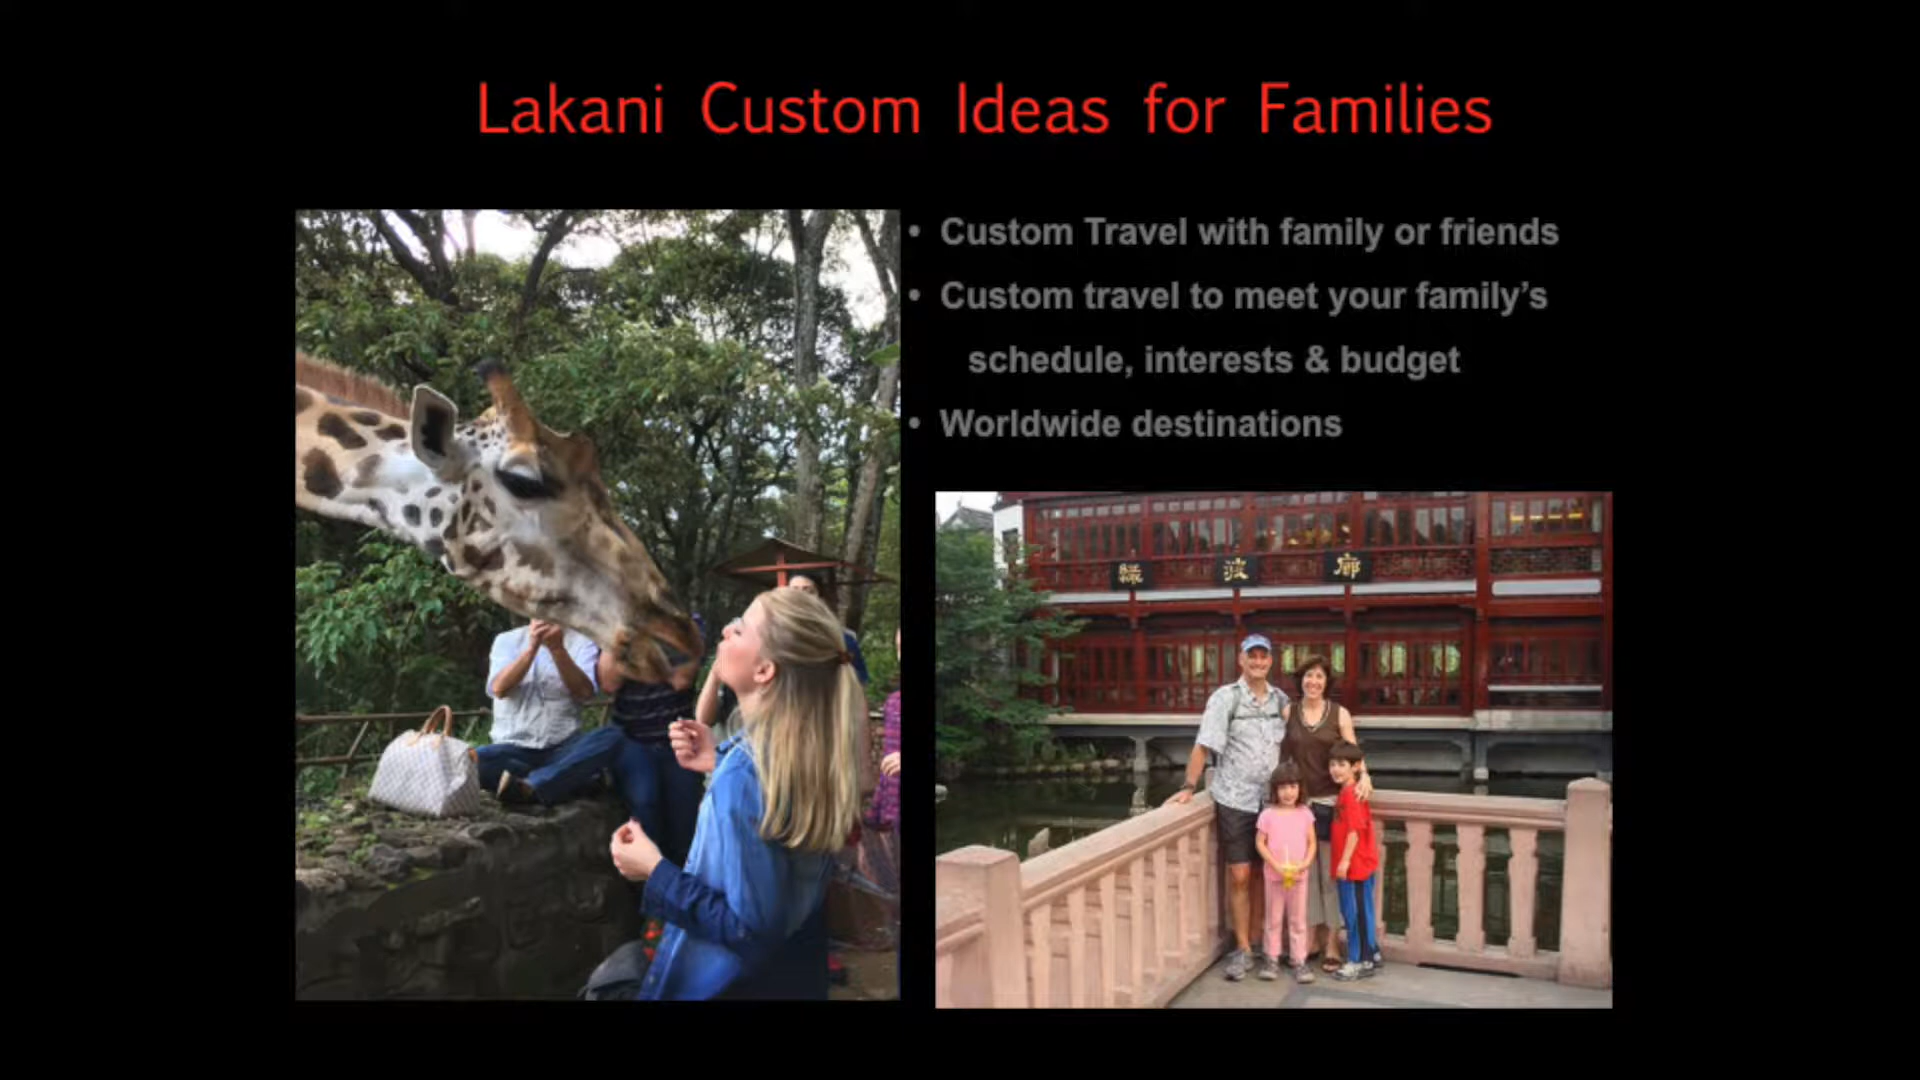 Lakani Custom Ideas for Families
• Custom Travel with family or friends
• Custom travel to meet your family’s
schedule, interests & budget
• Worldwide destinations
綠 波 廊